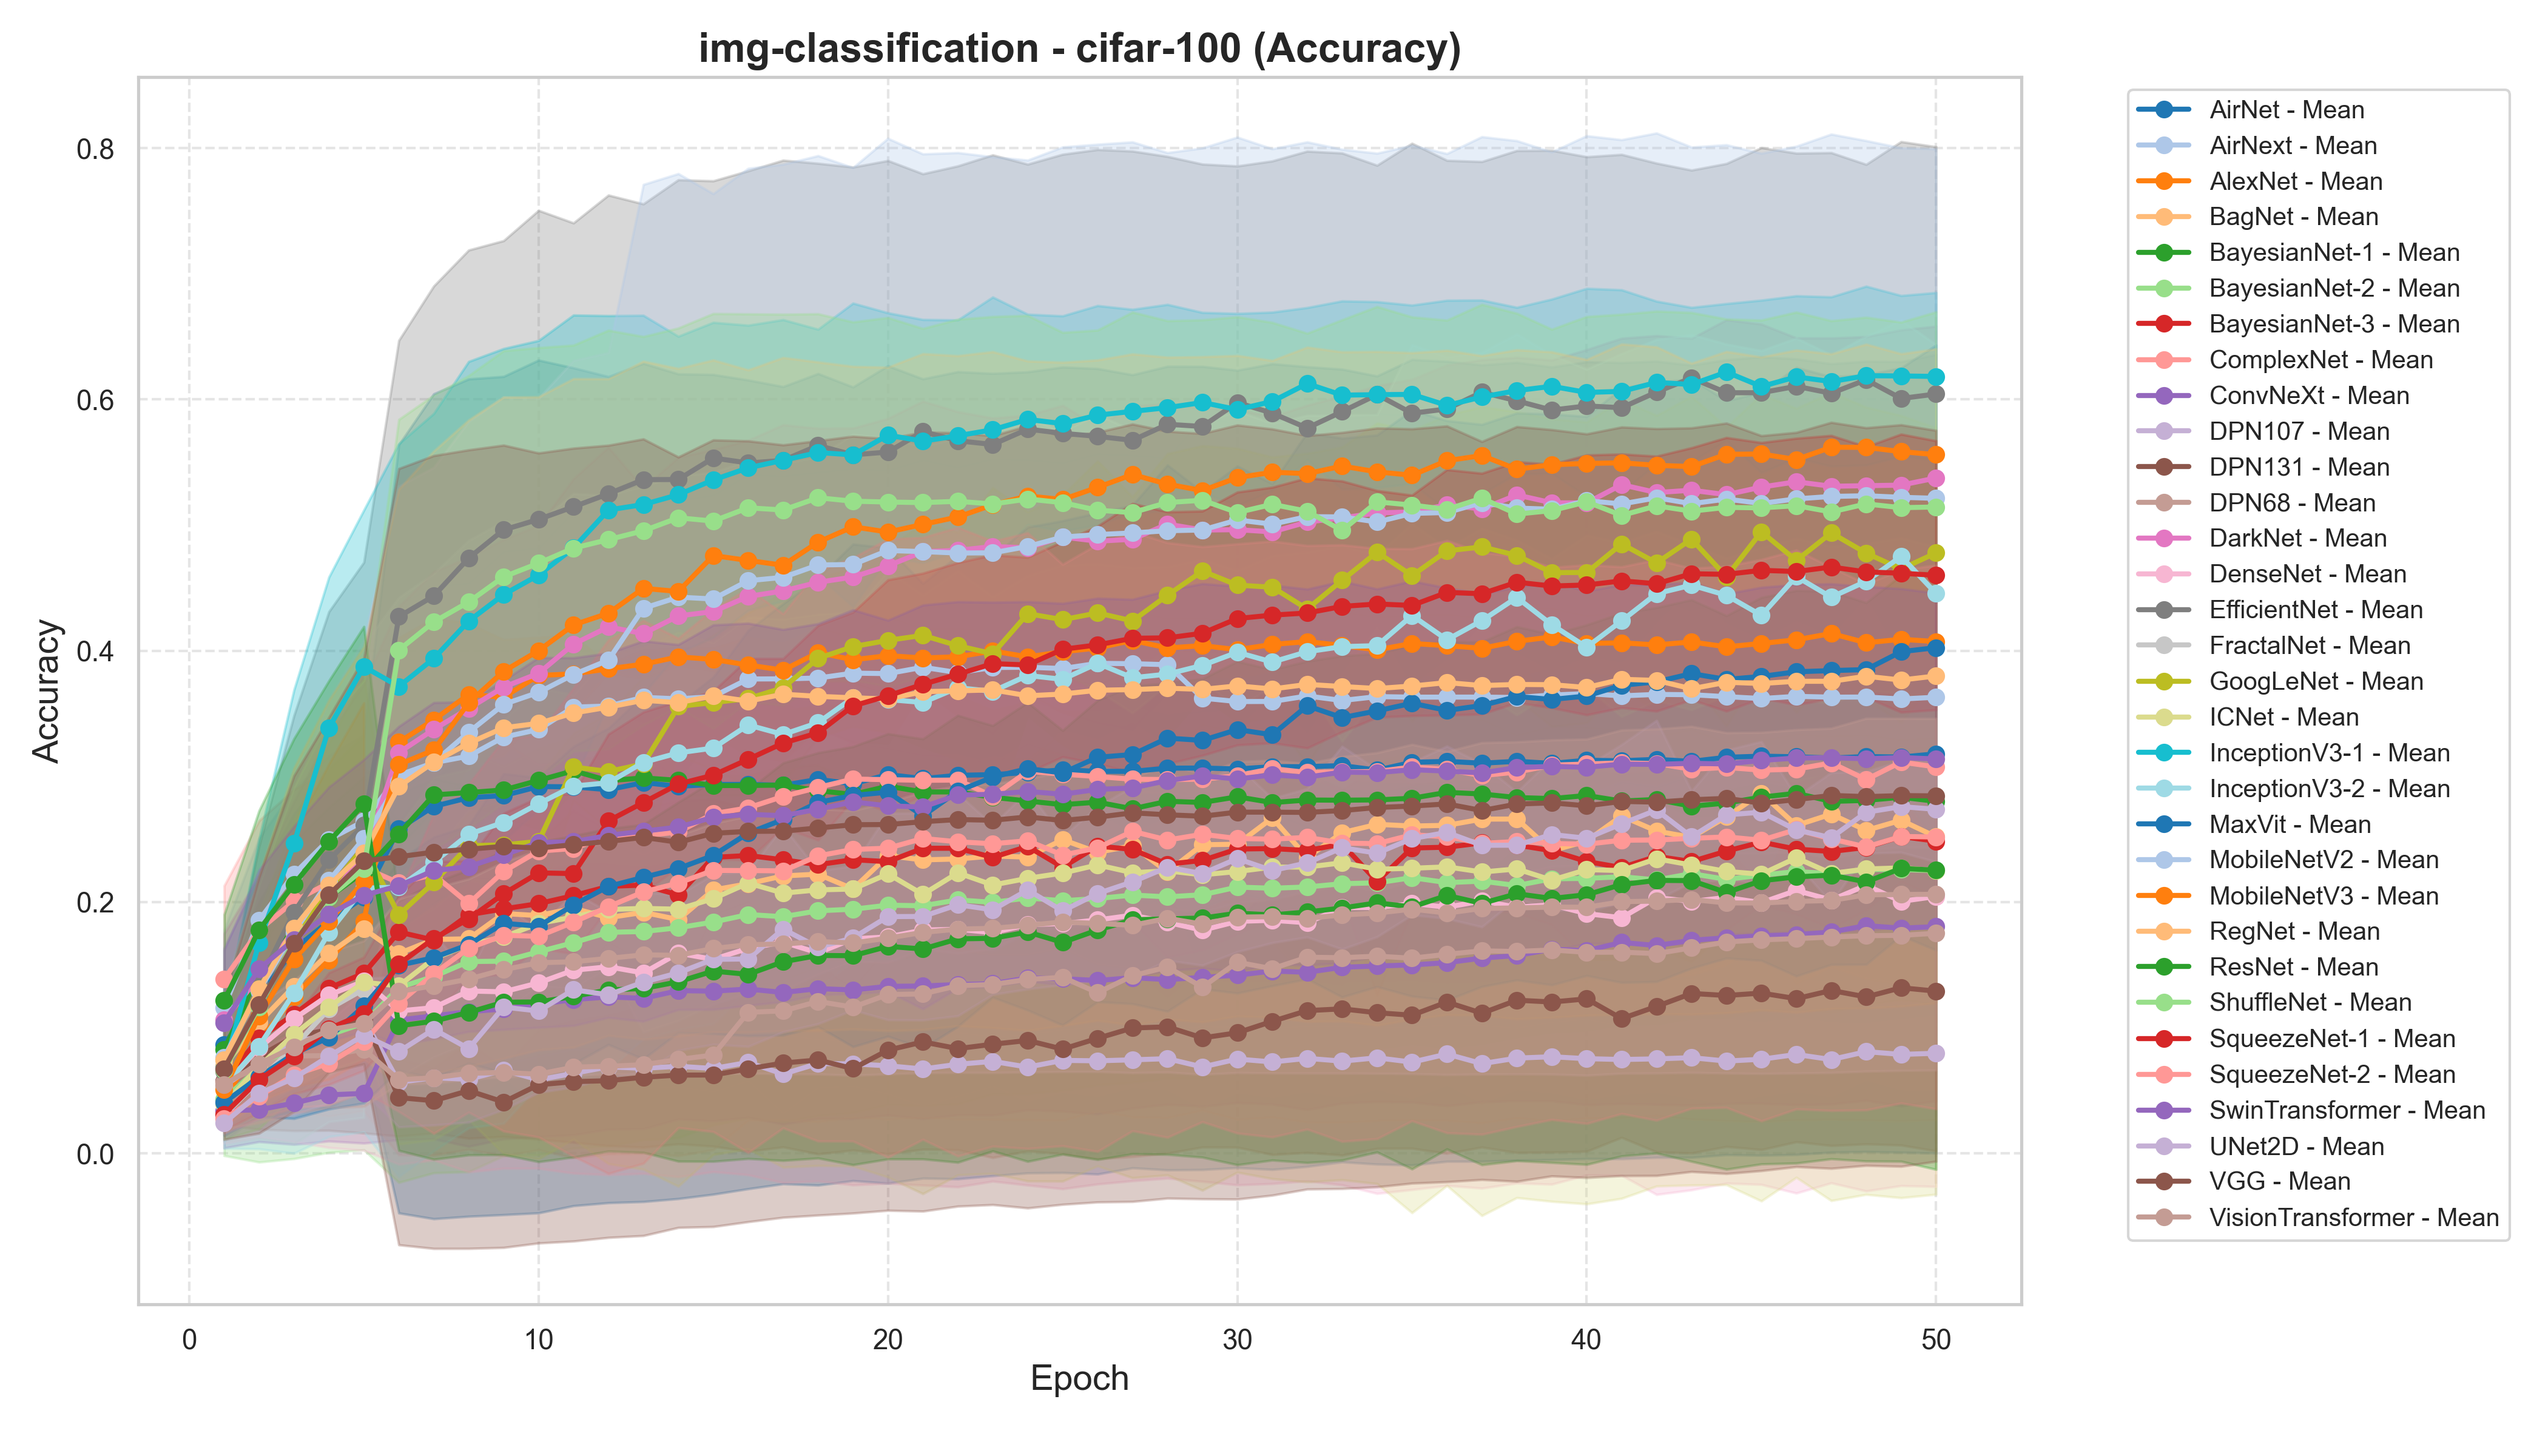 img-classification - cifar-100 (Accuracy)
Accuracy
0.8
0.6
0.4
0.2
0.0
0
10
20
30
40
50
Epoch
AirNet - Mean
AirNext - Mean
AlexNet - Mean
BagNet - Mean
BayesianNet-1 - Mean
BayesianNet-2 - Mean
BayesianNet-3 - Mean
ComplexNet - Mean
ConvNeXt - Mean
DPN107 - Mean
DPN131 - Mean
DPN68 - Mean
DarkNet - Mean
DenseNet - Mean
EfficientNet - Mean
FractalNet - Mean
GoogLeNet - Mean
ICNet - Mean
InceptionV3-1 - Mean
InceptionV3-2 - Mean
MaxVit - Mean
MobileNetV2 - Mean
MobileNetV3 - Mean
RegNet - Mean
ResNet - Mean
ShuffleNet - Mean
SqueezeNet-1 - Mean
SqueezeNet-2 - Mean
SwinTransformer - Mean
UNet2D - Mean
VGG - Mean
VisionTransformer - Mean